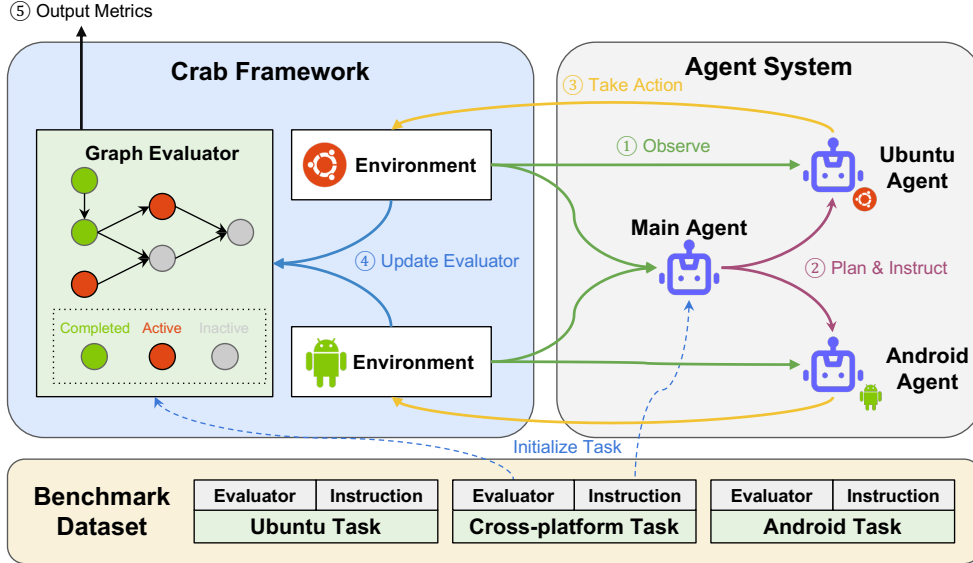 ⑤ Output Metrics
Crab Framework
Agent System
③ Take Action
Graph Evaluator
Environment
① Observe
Ubuntu
Agent
Main Agent
④ Update Evaluator
② Plan & Instruct
Completed Active Inactive
Environment
Android
Agent
Initialize Task
Benchmark
Dataset
Evaluator Instruction
Ubuntu Task
Evaluator Instruction
Cross-platform Task
Evaluator Instruction
Android Task